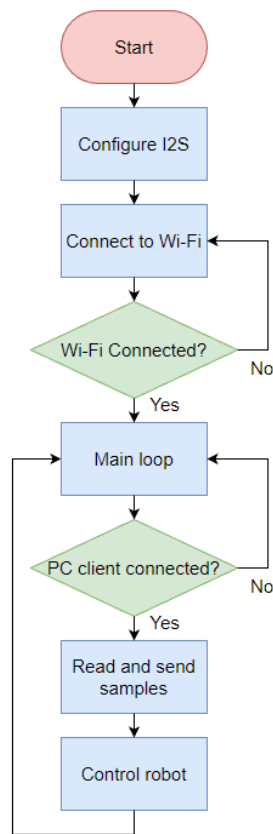 Start
Configure I2S
Connect to Wi-Fi
Wi-Fi Connected?
No
Yes
Main loop
PC client connected?
No
Yes
Read and send
samples
Control robot